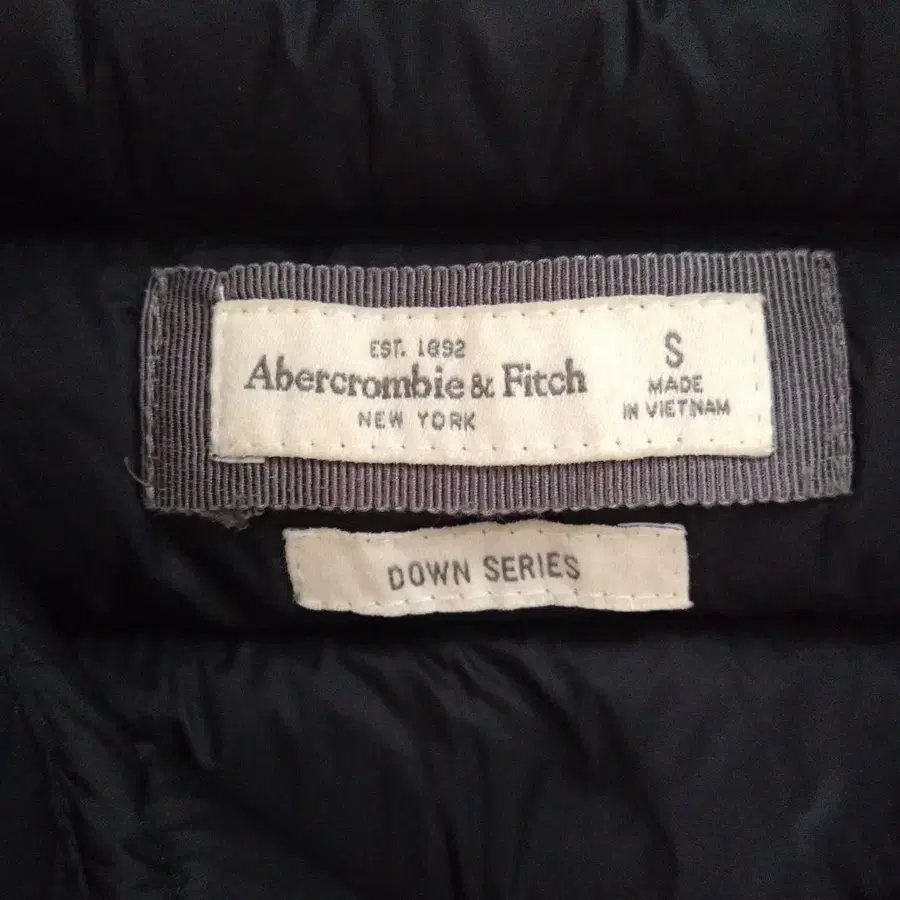 EST. 1892
Abercrombie & Fitch
NEW YORK
S
MADE
IN VIETNAM
DOWN SERIES